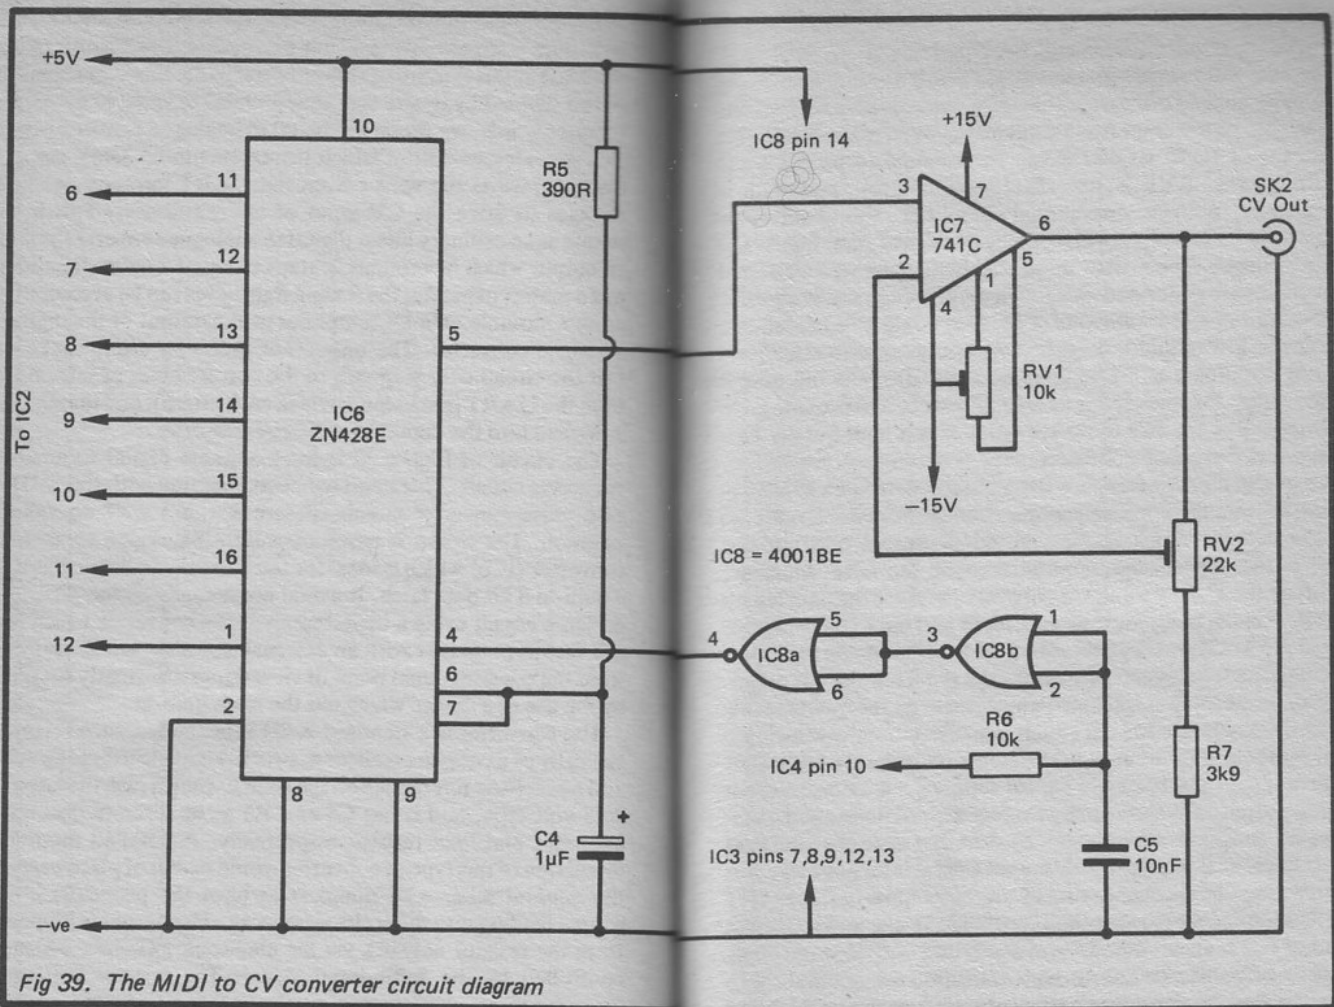 +5V
10
11
6
12
7
13
8
14
9
15
10
16
11
1
12
2
To IC2
IC6
ZN428E
5
4
6
7
8
9
R5
390R
+
C4
1µF
−ve
IC8 pin 14
+15V
3
7
IC7
741C
6
2
5
1
4
RV1
10k
−15V
SK2
CV Out
IC8 = 4001BE
RV2
22k
4
IC8a
5
6
3
IC8b
1
2
R6
10k
IC4 pin 10
R7
3k9
IC3 pins 7,8,9,12,13
C5
10nF
Fig 39. The MIDI to CV converter circuit diagram